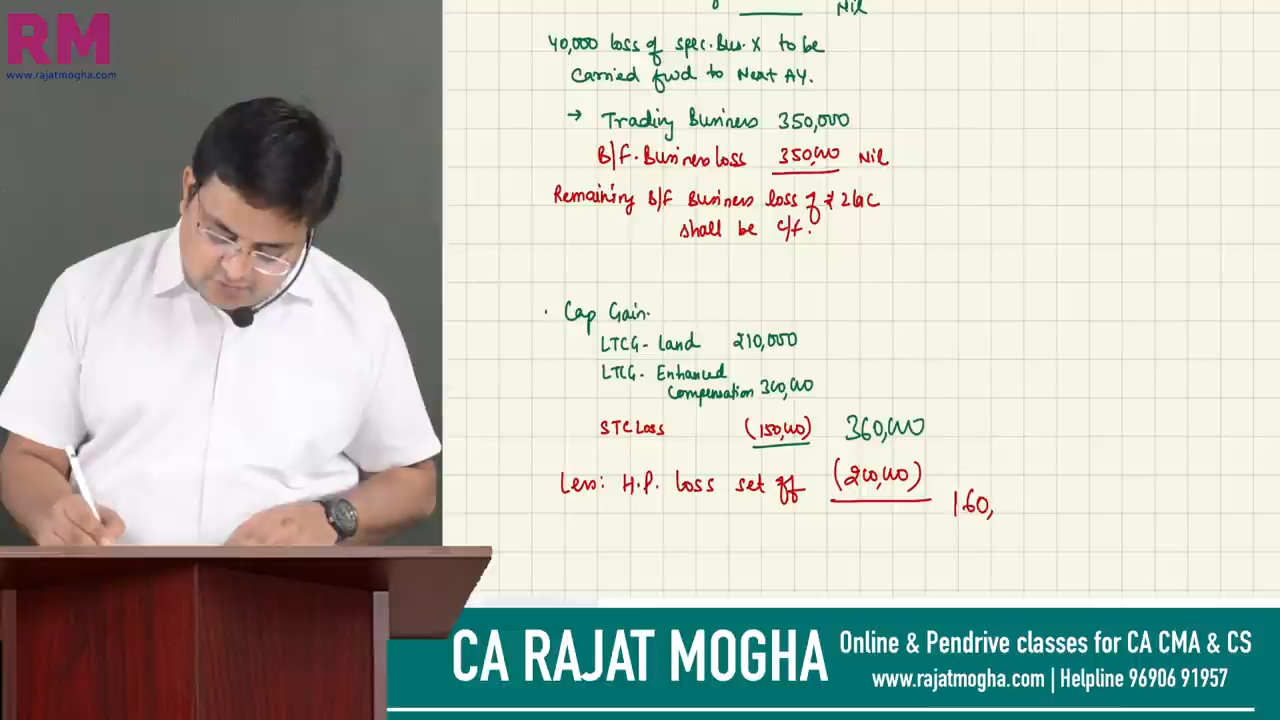 RM
www.rajatmogha.com
Nil
40,000 loss of spec. Bus. X to be
Carried fwd to Next AY.
→ Trading Business 350,000
B/F. Business loss 350,000 Nil
Remaining B/F Business loss of ₹ 2 lac
shall be c/f.
• Cap Gain.
LTCG - Land 210,000
LTCG - Enhanced
Compensation 300,000
STC Loss (150,000) 360,000
Less: H.P. loss set off (200,000)
160,
CA RAJAT MOGHA
Online & Pendrive classes for CA CMA & CS
www.rajatmogha.com | Helpline 96906 91957